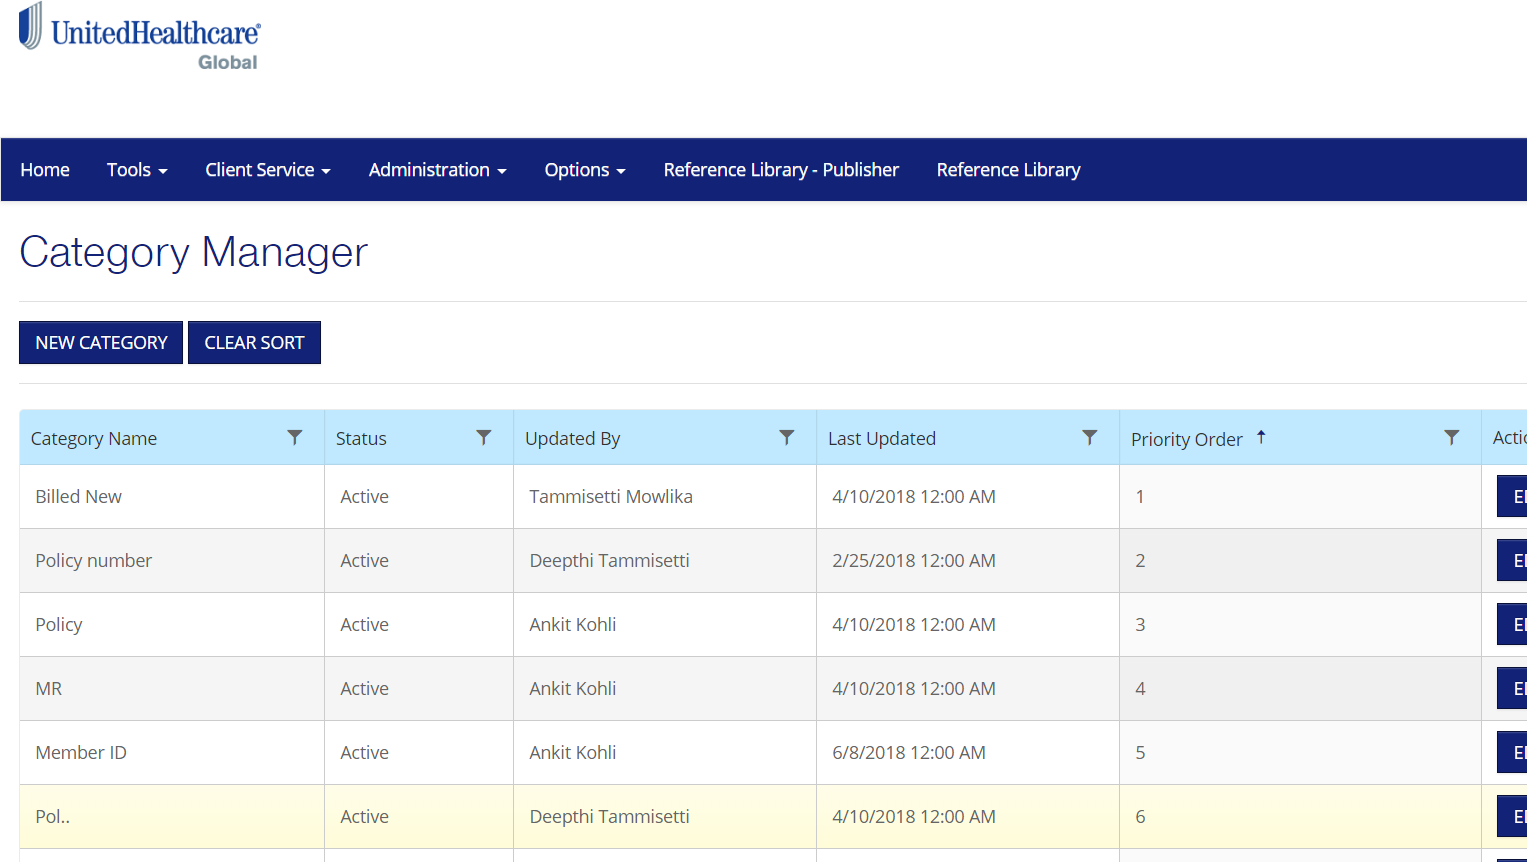 UnitedHealthcare®
Global
Home Tools Client Service Administration Options Reference Library - Publisher Reference Library
Category Manager
NEW CATEGORY CLEAR SORT
Category Name Status Updated By Last Updated Priority Order
Billed New Active Tammisetti Mowlika 4/10/2018 12:00 AM 1
Policy number Active Deepthi Tammisetti 2/25/2018 12:00 AM 2
Policy Active Ankit Kohli 4/10/2018 12:00 AM 3
MR Active Ankit Kohli 4/10/2018 12:00 AM 4
Member ID Active Ankit Kohli 6/8/2018 12:00 AM 5
Pol.. Active Deepthi Tammisetti 4/10/2018 12:00 AM 6